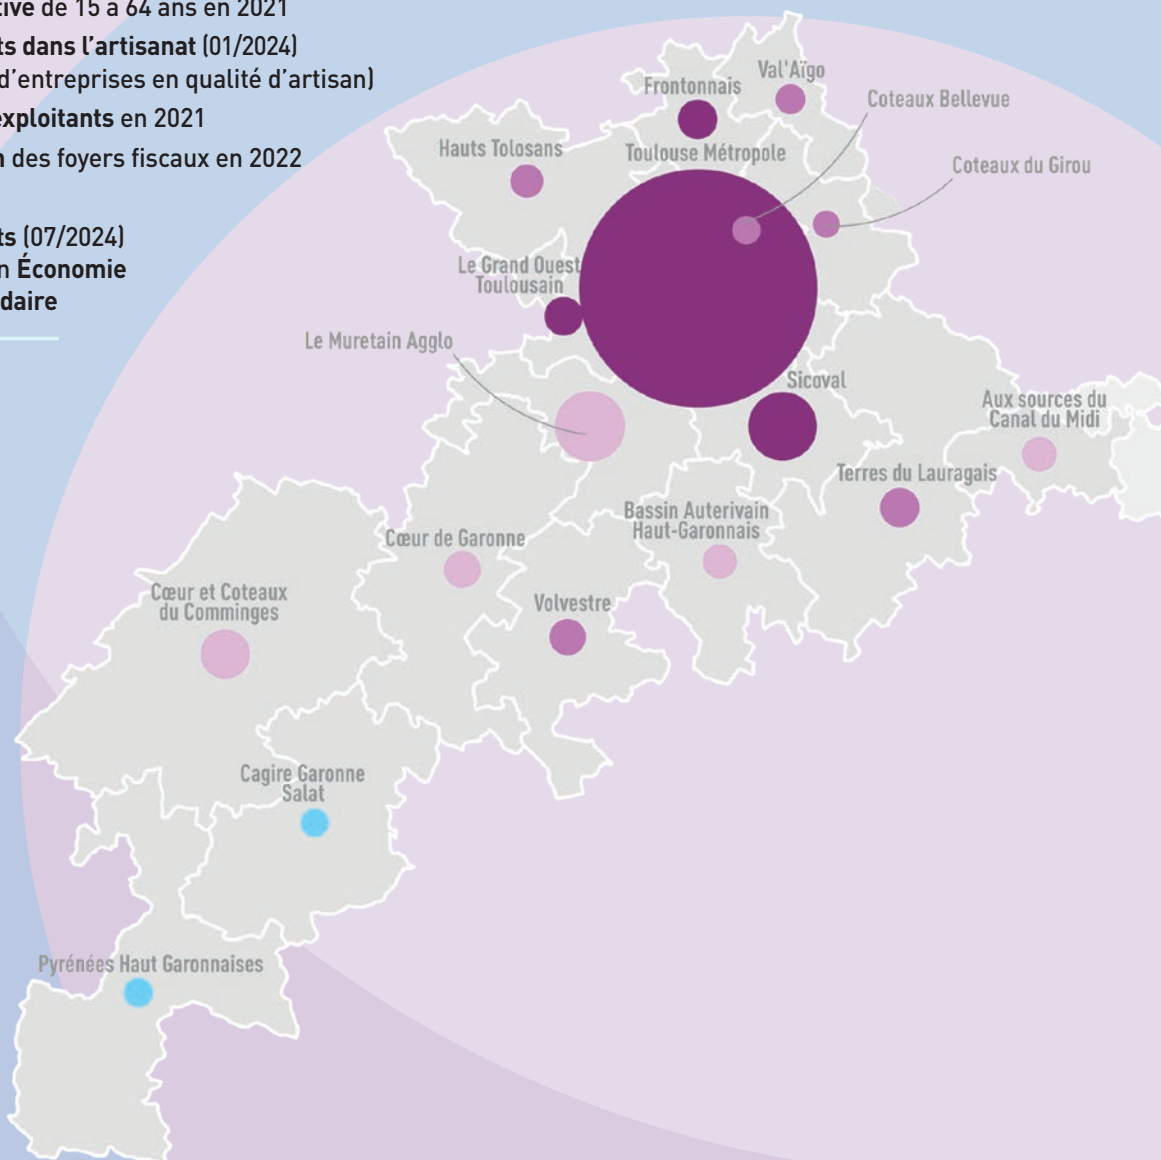 tive de 15 à 64 ans en 2021
ts dans l'artisanat (01/2024)
d'entreprises en qualité d'artisan)
exploitants en 2021
n des foyers fiscaux en 2022
ts (07/2024)
n Économie
daire
Val'Aïgo
Frontonnais
Coteaux Bellevue
Hauts Tolosans
Toulouse Métropole
Coteaux du Girou
Le Grand Ouest
Toulousain
Le Muretain Agglo
Sicoval
Aux sources du
Canal du Midi
Terres du Lauragais
Bassin Auterivain
Haut-Garonnais
Cœur de Garonne
Cœur et Coteaux
du Comminges
Volvestre
Cagire Garonne
Salat
Pyrénées Haut Garonnaises